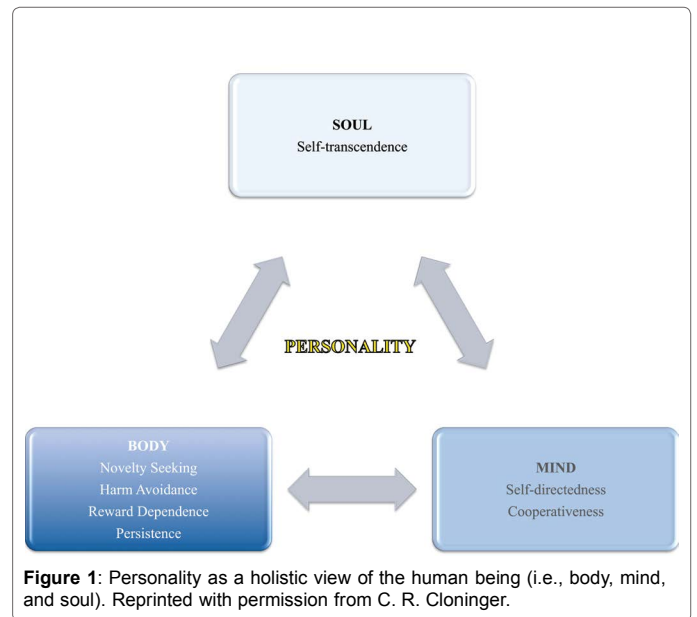 SOUL
Self-transcendence
PERSONALITY
BODY
Novelty Seeking
Harm Avoidance
Reward Dependence
Persistence
MIND
Self-directedness
Cooperativeness
Figure 1: Personality as a holistic view of the human being (i.e., body, mind,
and soul). Reprinted with permission from C. R. Cloninger.